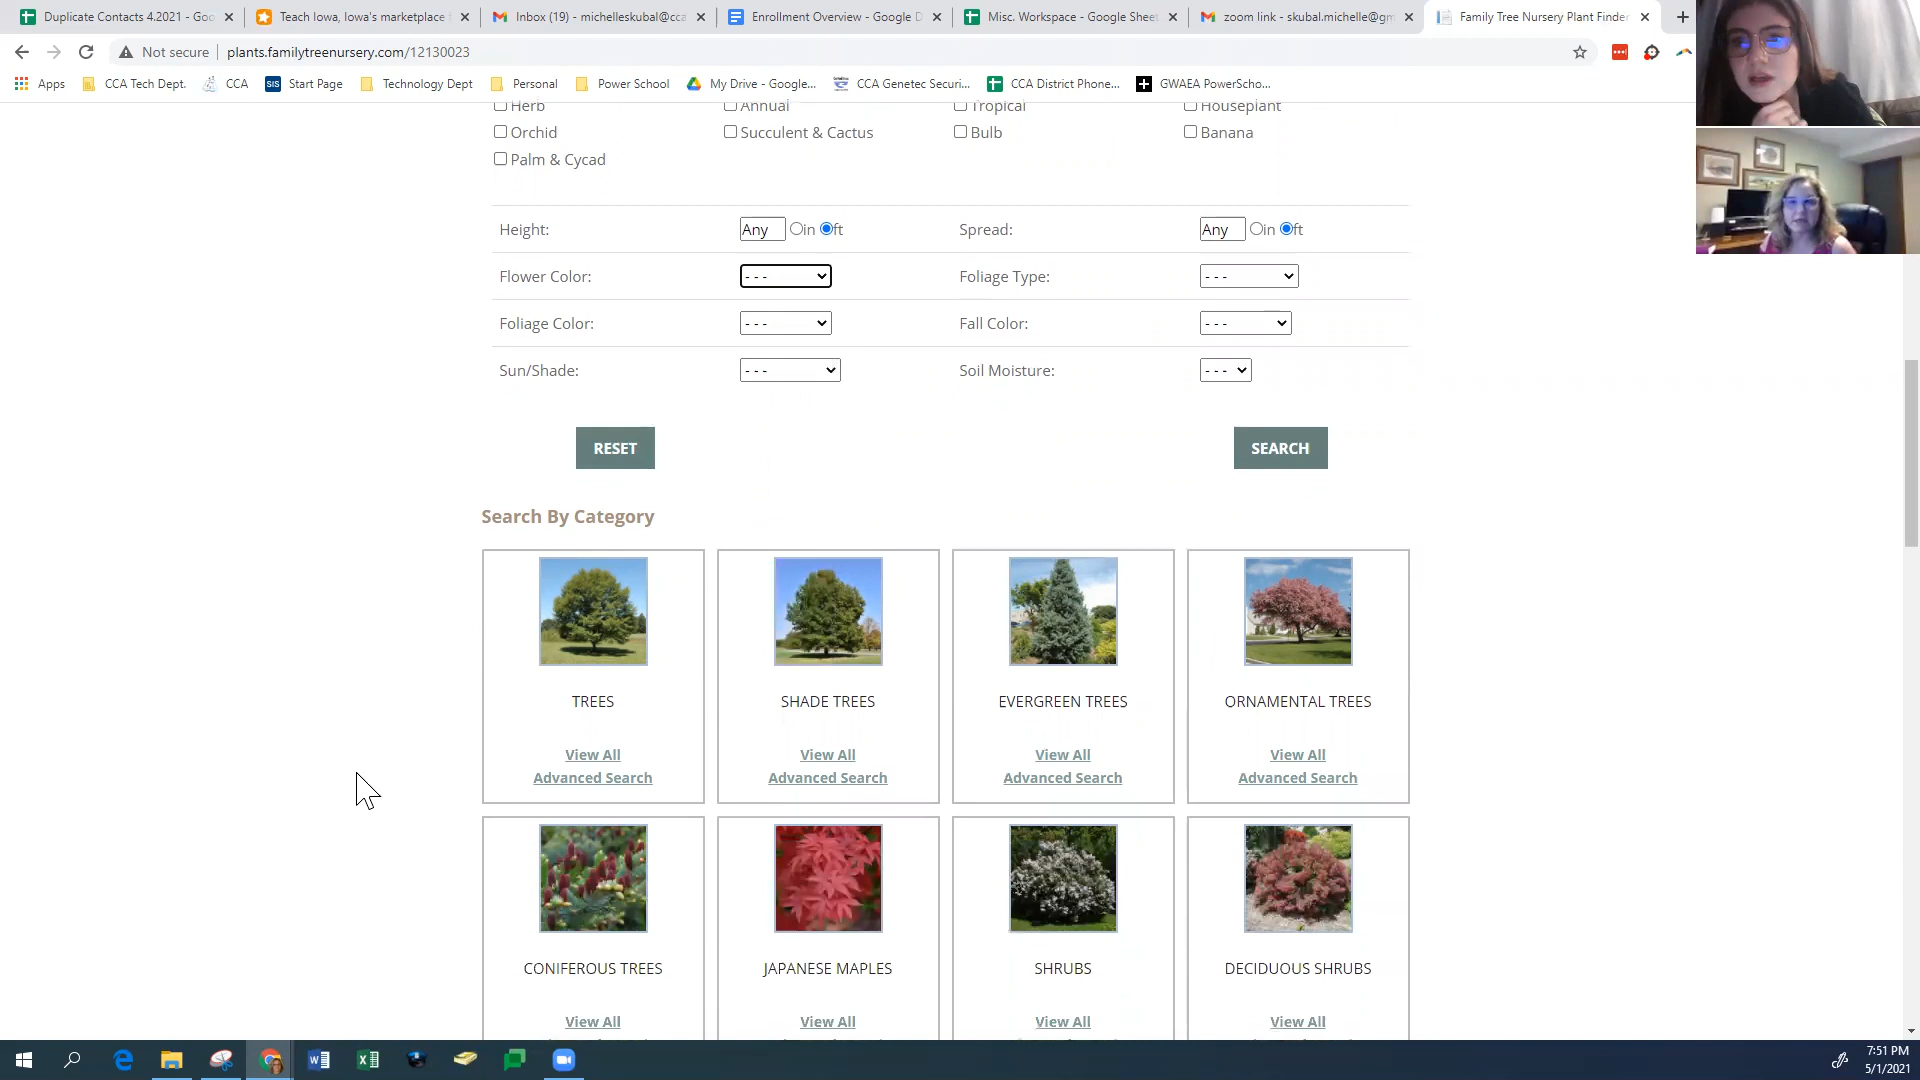 Duplicate Contacts 4.2021 - Goo
Teach Iowa, Iowa's marketplace
Inbox (19) - michelleskubal@cca
Enrollment Overview - Google D
Misc. Workspace - Google Sheet
zoom link - skubal.michelle@gm
Family Tree Nursery Plant Finder
Not secure
plants.familytreenursery.com/12130023
Apps
CCA Tech Dept.
CCA
SIS
Start Page
Technology Dept
Personal
Power School
My Drive - Google...
CCA Genetec Securi...
CCA District Phone...
GWAEA PowerScho...
Herb Annual Tropical Houseplant
Orchid Succulent & Cactus Bulb Banana
Palm & Cycad
Height: Any in ft Spread: Any in ft
Flower Color: --- Foliage Type: ---
Foliage Color: --- Fall Color: ---
Sun/Shade: --- Soil Moisture: ---
RESET SEARCH
Search By Category
TREES SHADE TREES EVERGREEN TREES ORNAMENTAL TREES
View All View All View All View All
Advanced Search Advanced Search Advanced Search Advanced Search
CONIFEROUS TREES JAPANESE MAPLES SHRUBS DECIDUOUS SHRUBS
View All View All View All View All
7:51 PM
5/1/2021